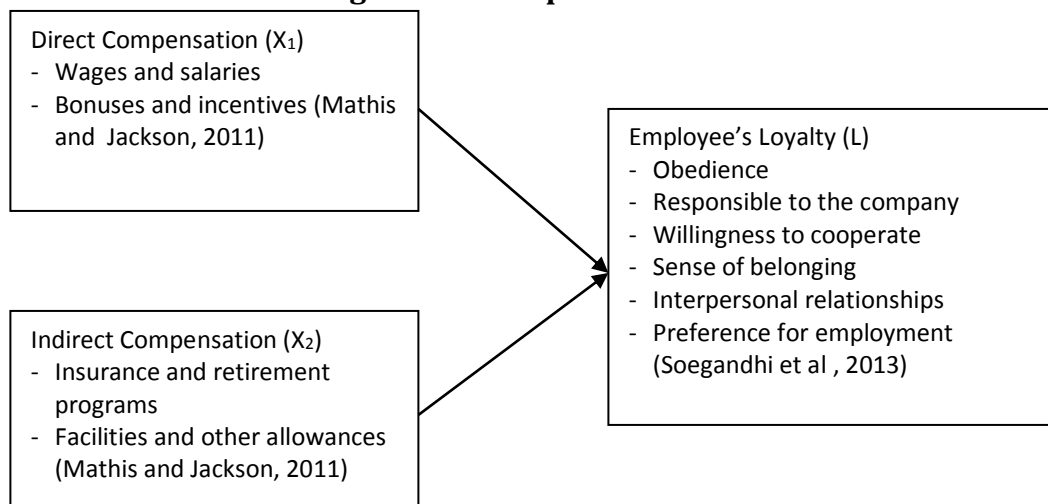 Direct Compensation (X₁)
- Wages and salaries
- Bonuses and incentives (Mathis
and Jackson, 2011)
Indirect Compensation (X₂)
- Insurance and retirement
programs
- Facilities and other allowances
(Mathis and Jackson, 2011)
Employee’s Loyalty (L)
- Obedience
- Responsible to the company
- Willingness to cooperate
- Sense of belonging
- Interpersonal relationships
- Preference for employment
(Soegandhi et al , 2013)